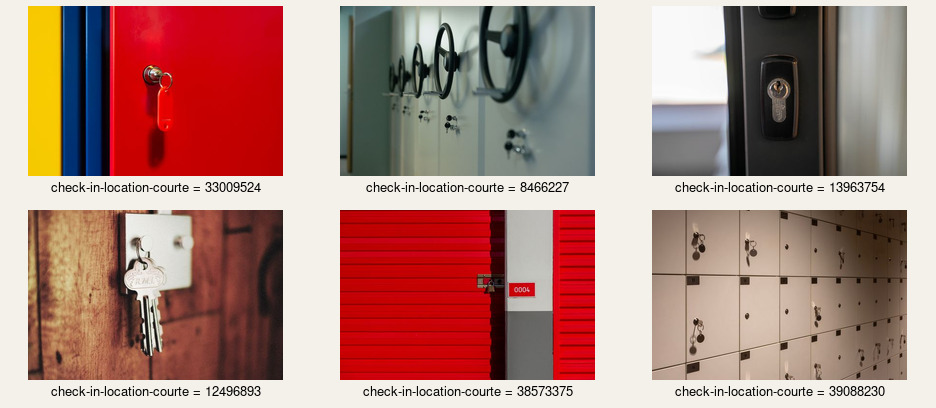 check-in-location-courte = 33009524
check-in-location-courte = 8466227
check-in-location-courte = 13963754
0004
check-in-location-courte = 12496893
check-in-location-courte = 38573375
check-in-location-courte = 39088230